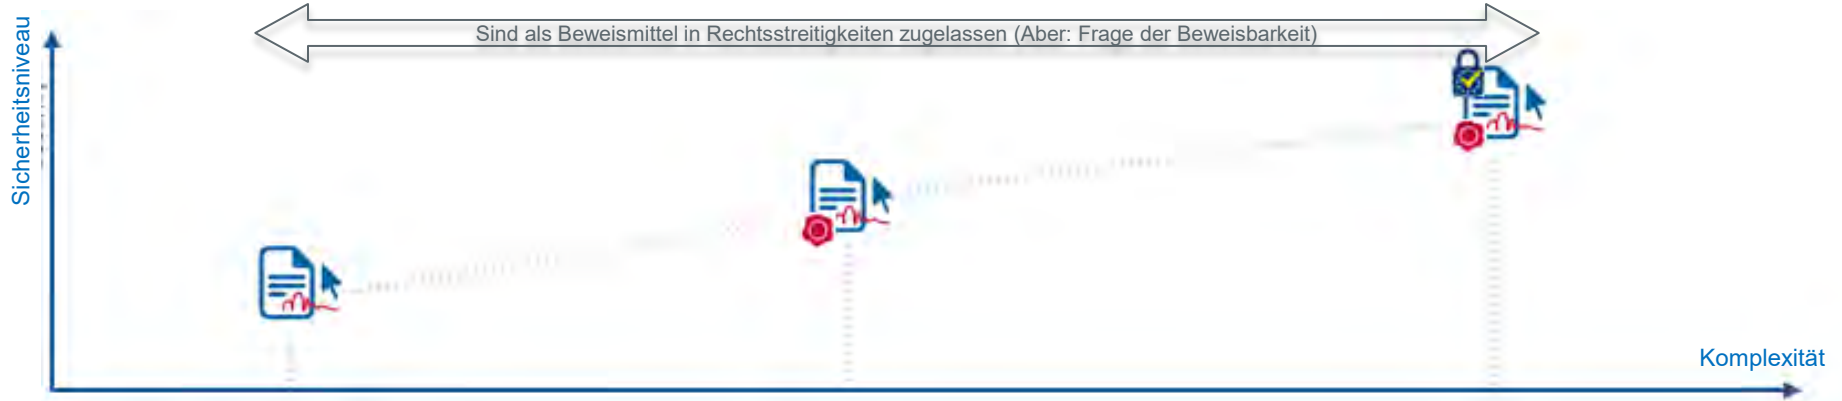 Sind als Beweismittel in Rechtsstreitigkeiten zugelassen (Aber: Frage der Beweisbarkeit)
Sicherheitsniveau
Komplexität